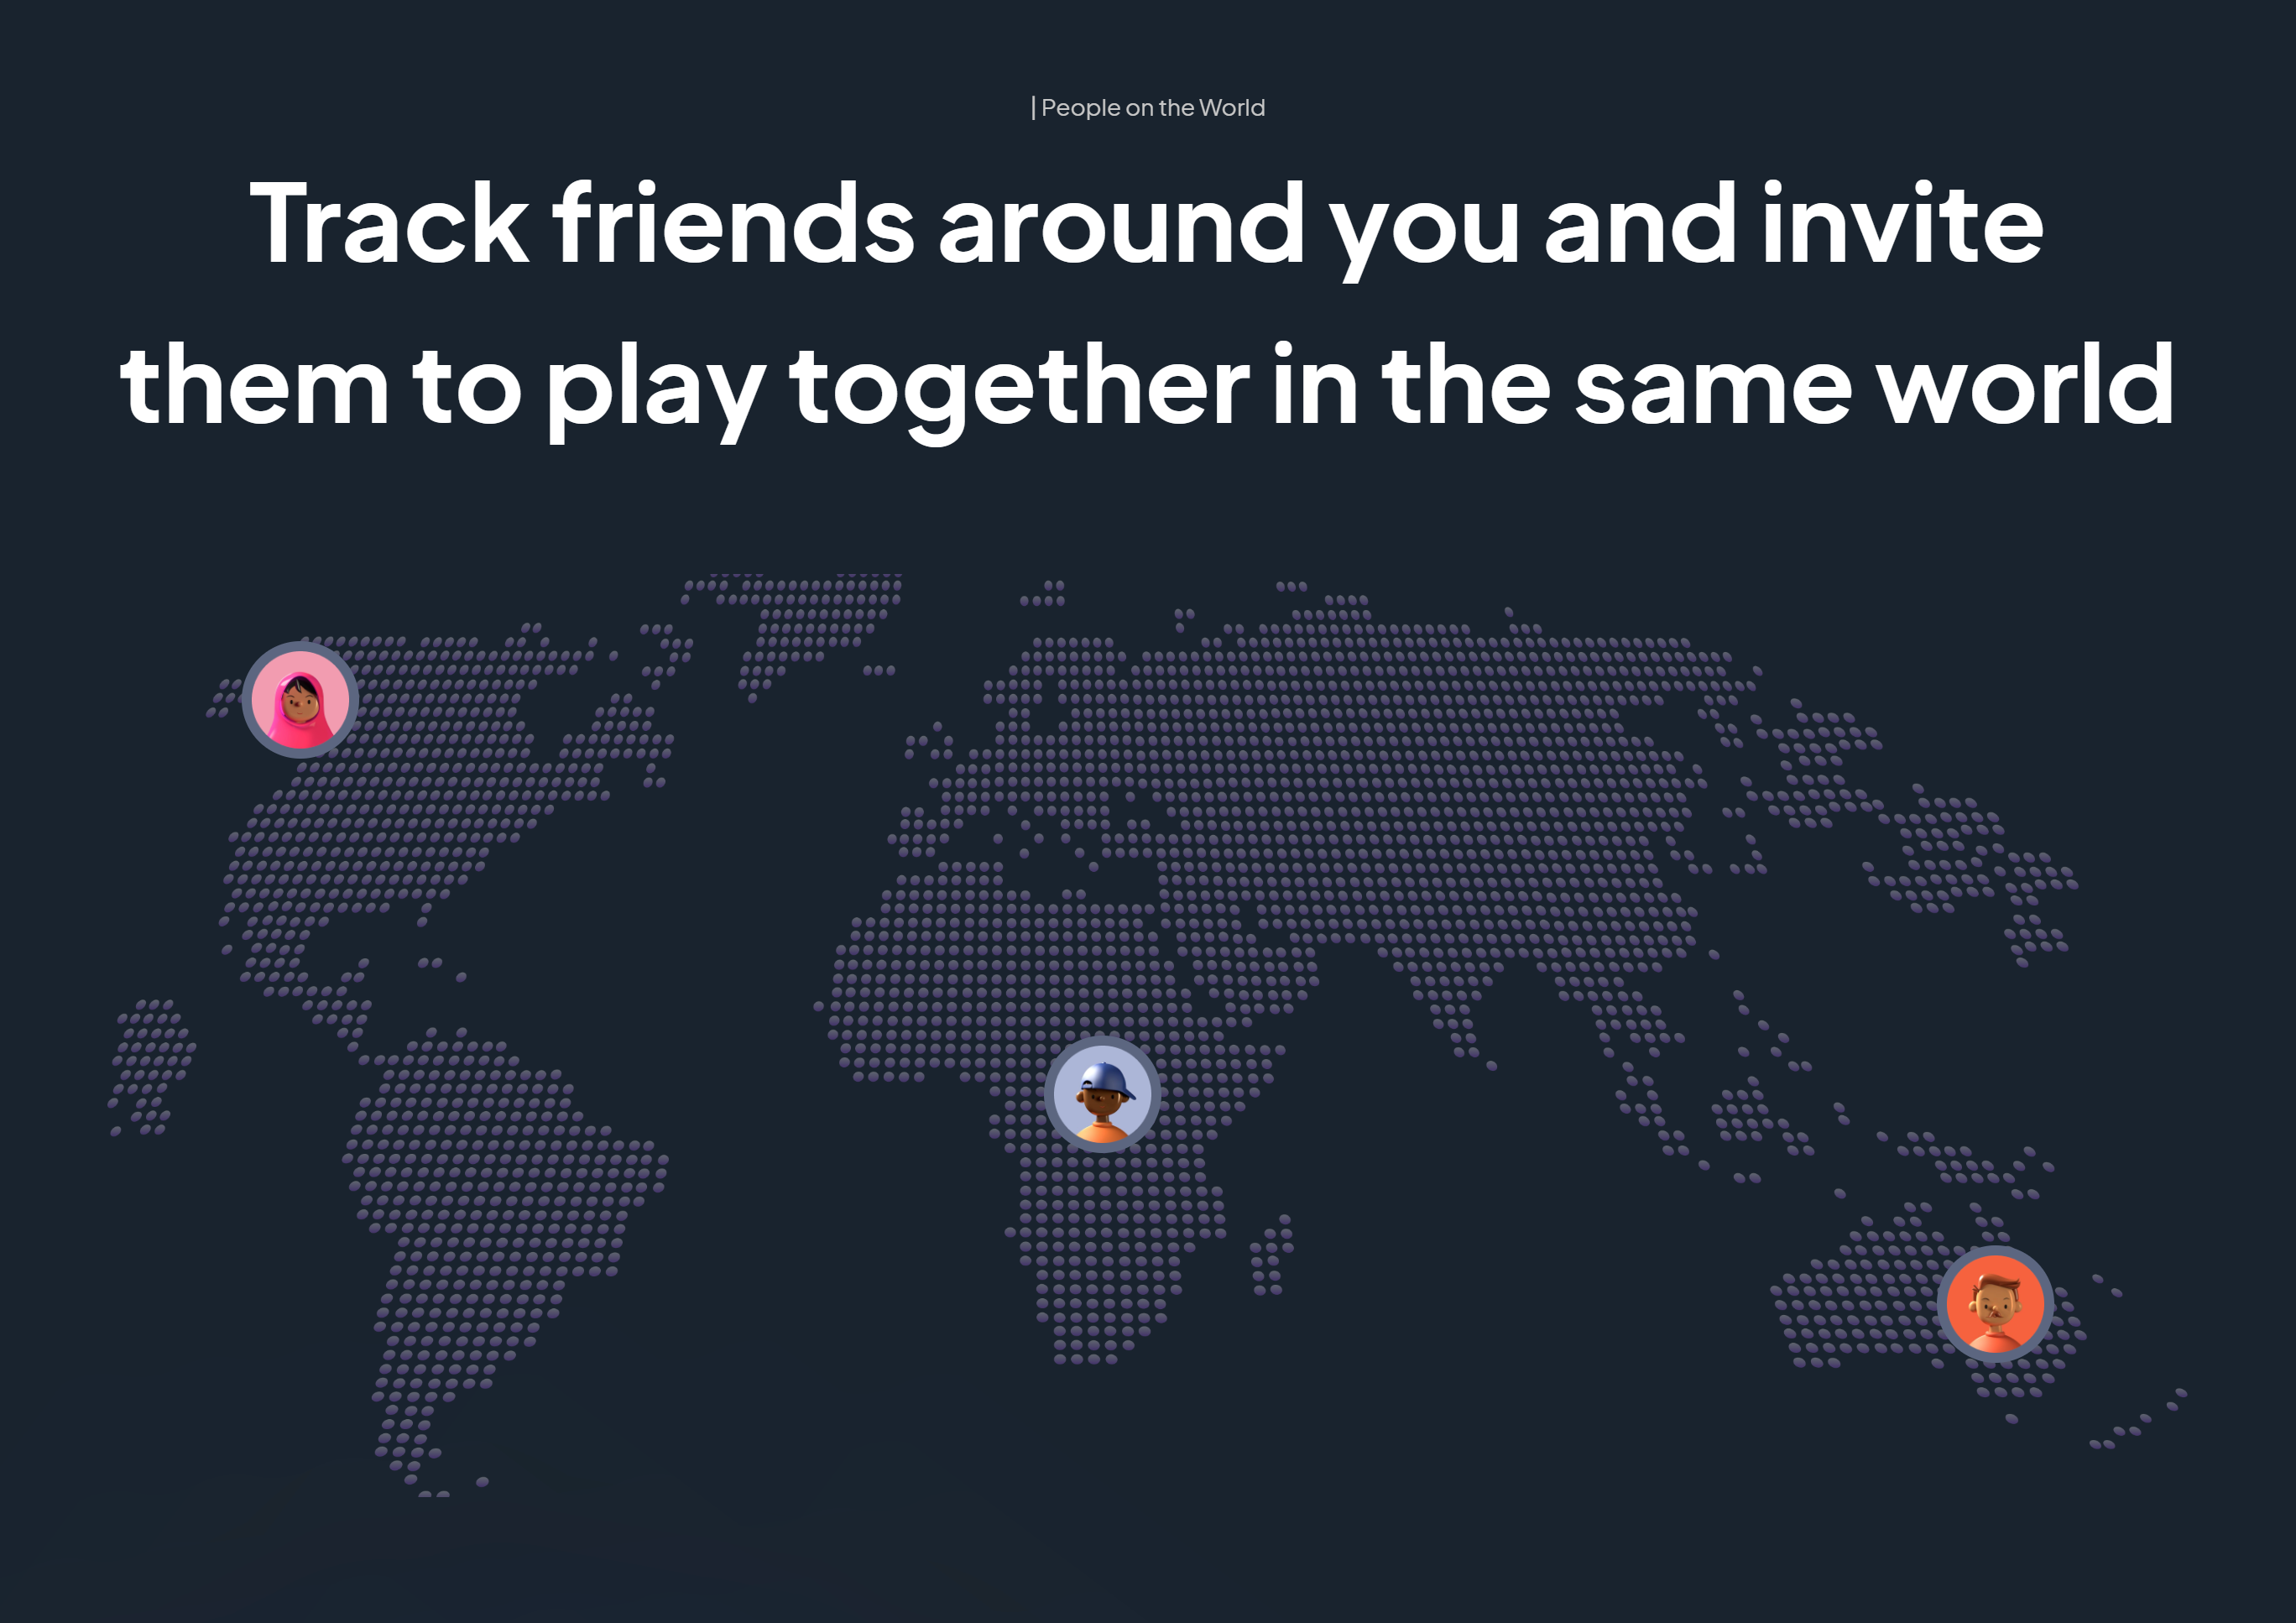 | People on the World
Track friends around you and invite
them to play together in the same world